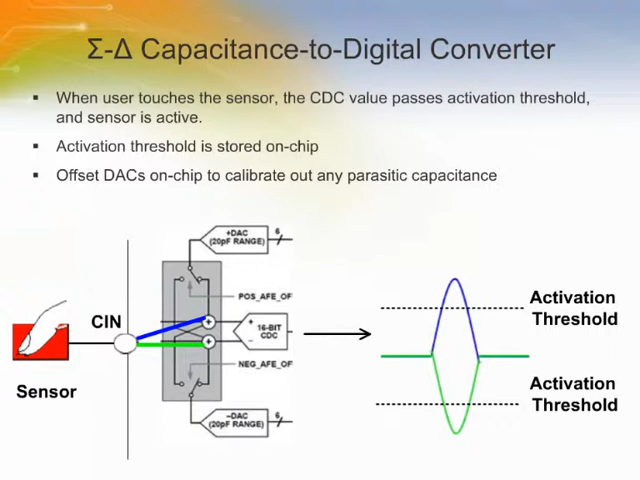 Σ-Δ Capacitance-to-Digital Converter
▪ When user touches the sensor, the CDC value passes activation threshold,
and sensor is active.
▪ Activation threshold is stored on-chip
▪ Offset DACs on-chip to calibrate out any parasitic capacitance
+DAC
(20pF RANGE)
6
POS_AFE_OF
CIN
+
+
16-BIT
CDC
+
–
NEG_AFE_OF
Sensor
–DAC
(20pF RANGE)
6
Activation
Threshold
Activation
Threshold